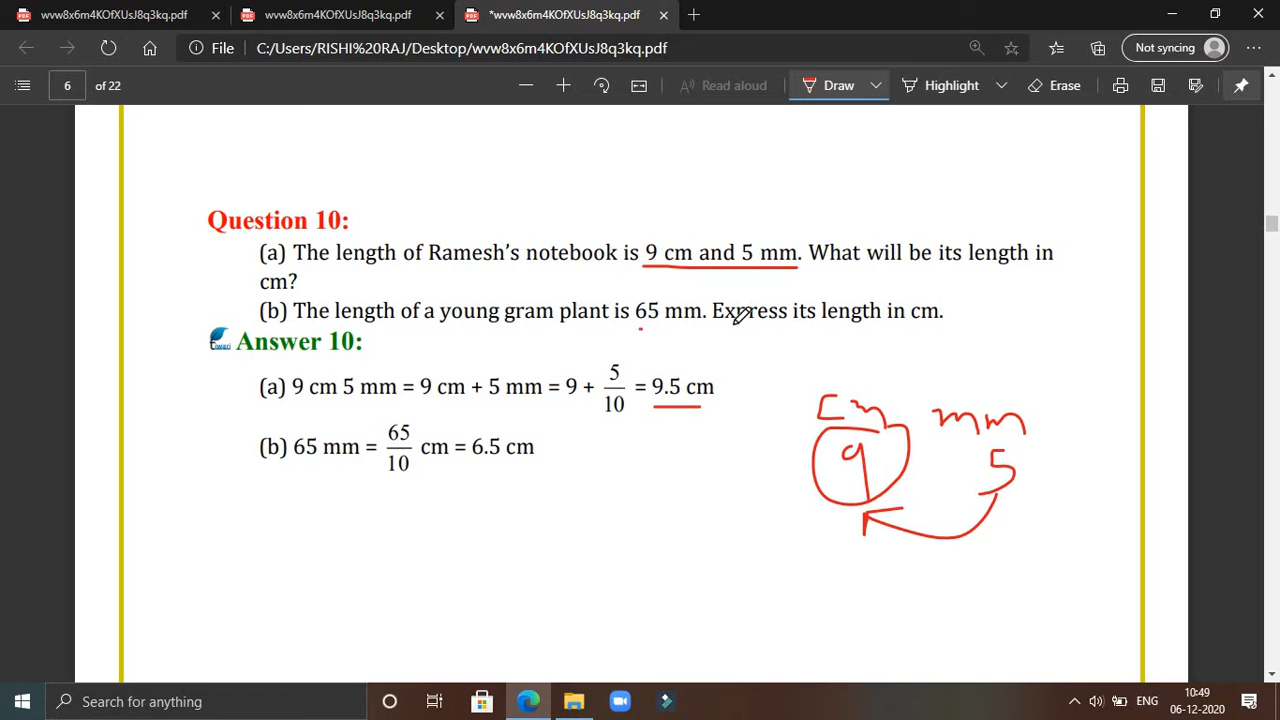 wvw8x6m4KOfXUsJ8q3kq.pdf
wvw8x6m4KOfXUsJ8q3kq.pdf
*wvw8x6m4KOfXUsJ8q3kq.pdf
File
C:/Users/RISHI%20RAJ/Desktop/wvw8x6m4KOfXUsJ8q3kq.pdf
Not syncing
6 of 22
Read aloud
Draw
Highlight
Erase
Question 10:
(a) The length of Ramesh's notebook is 9 cm and 5 mm. What will be its length in
cm?
(b) The length of a young gram plant is 65 mm. Express its length in cm.
Tiwari Answer 10:
(a) 9 cm 5 mm = 9 cm + 5 mm = 9 + 5/10 = 9.5 cm
(b) 65 mm = 65/10 cm = 6.5 cm
cm mm
9 5
Search for anything
ENG
10:49
06-12-2020